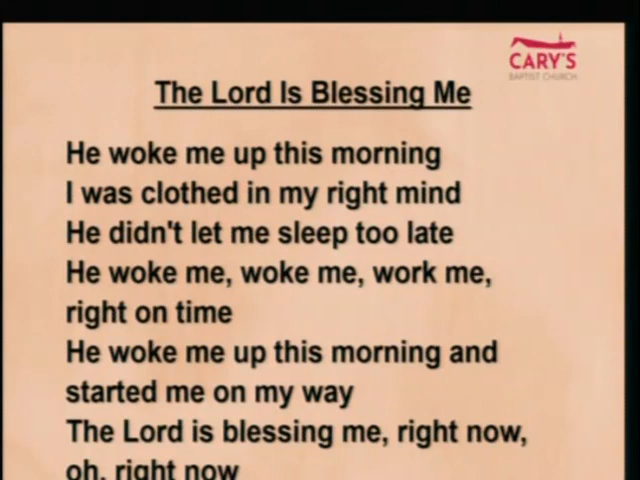 CARY'S
BAPTIST CHURCH
The Lord Is Blessing Me
He woke me up this morning
I was clothed in my right mind
He didn't let me sleep too late
He woke me, woke me, work me,
right on time
He woke me up this morning and
started me on my way
The Lord is blessing me, right now,
oh, right now